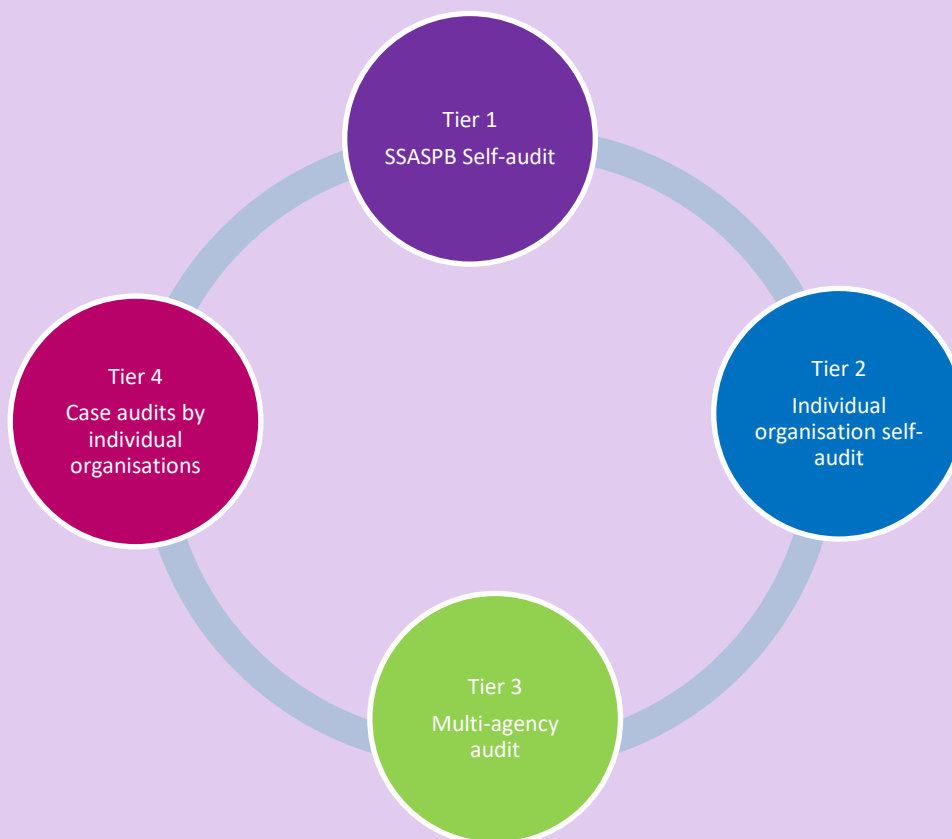 Tier 1
SSASPB Self-audit
Tier 2
Individual
organisation self-
audit
Tier 3
Multi-agency
audit
Tier 4
Case audits by
individual
organisations